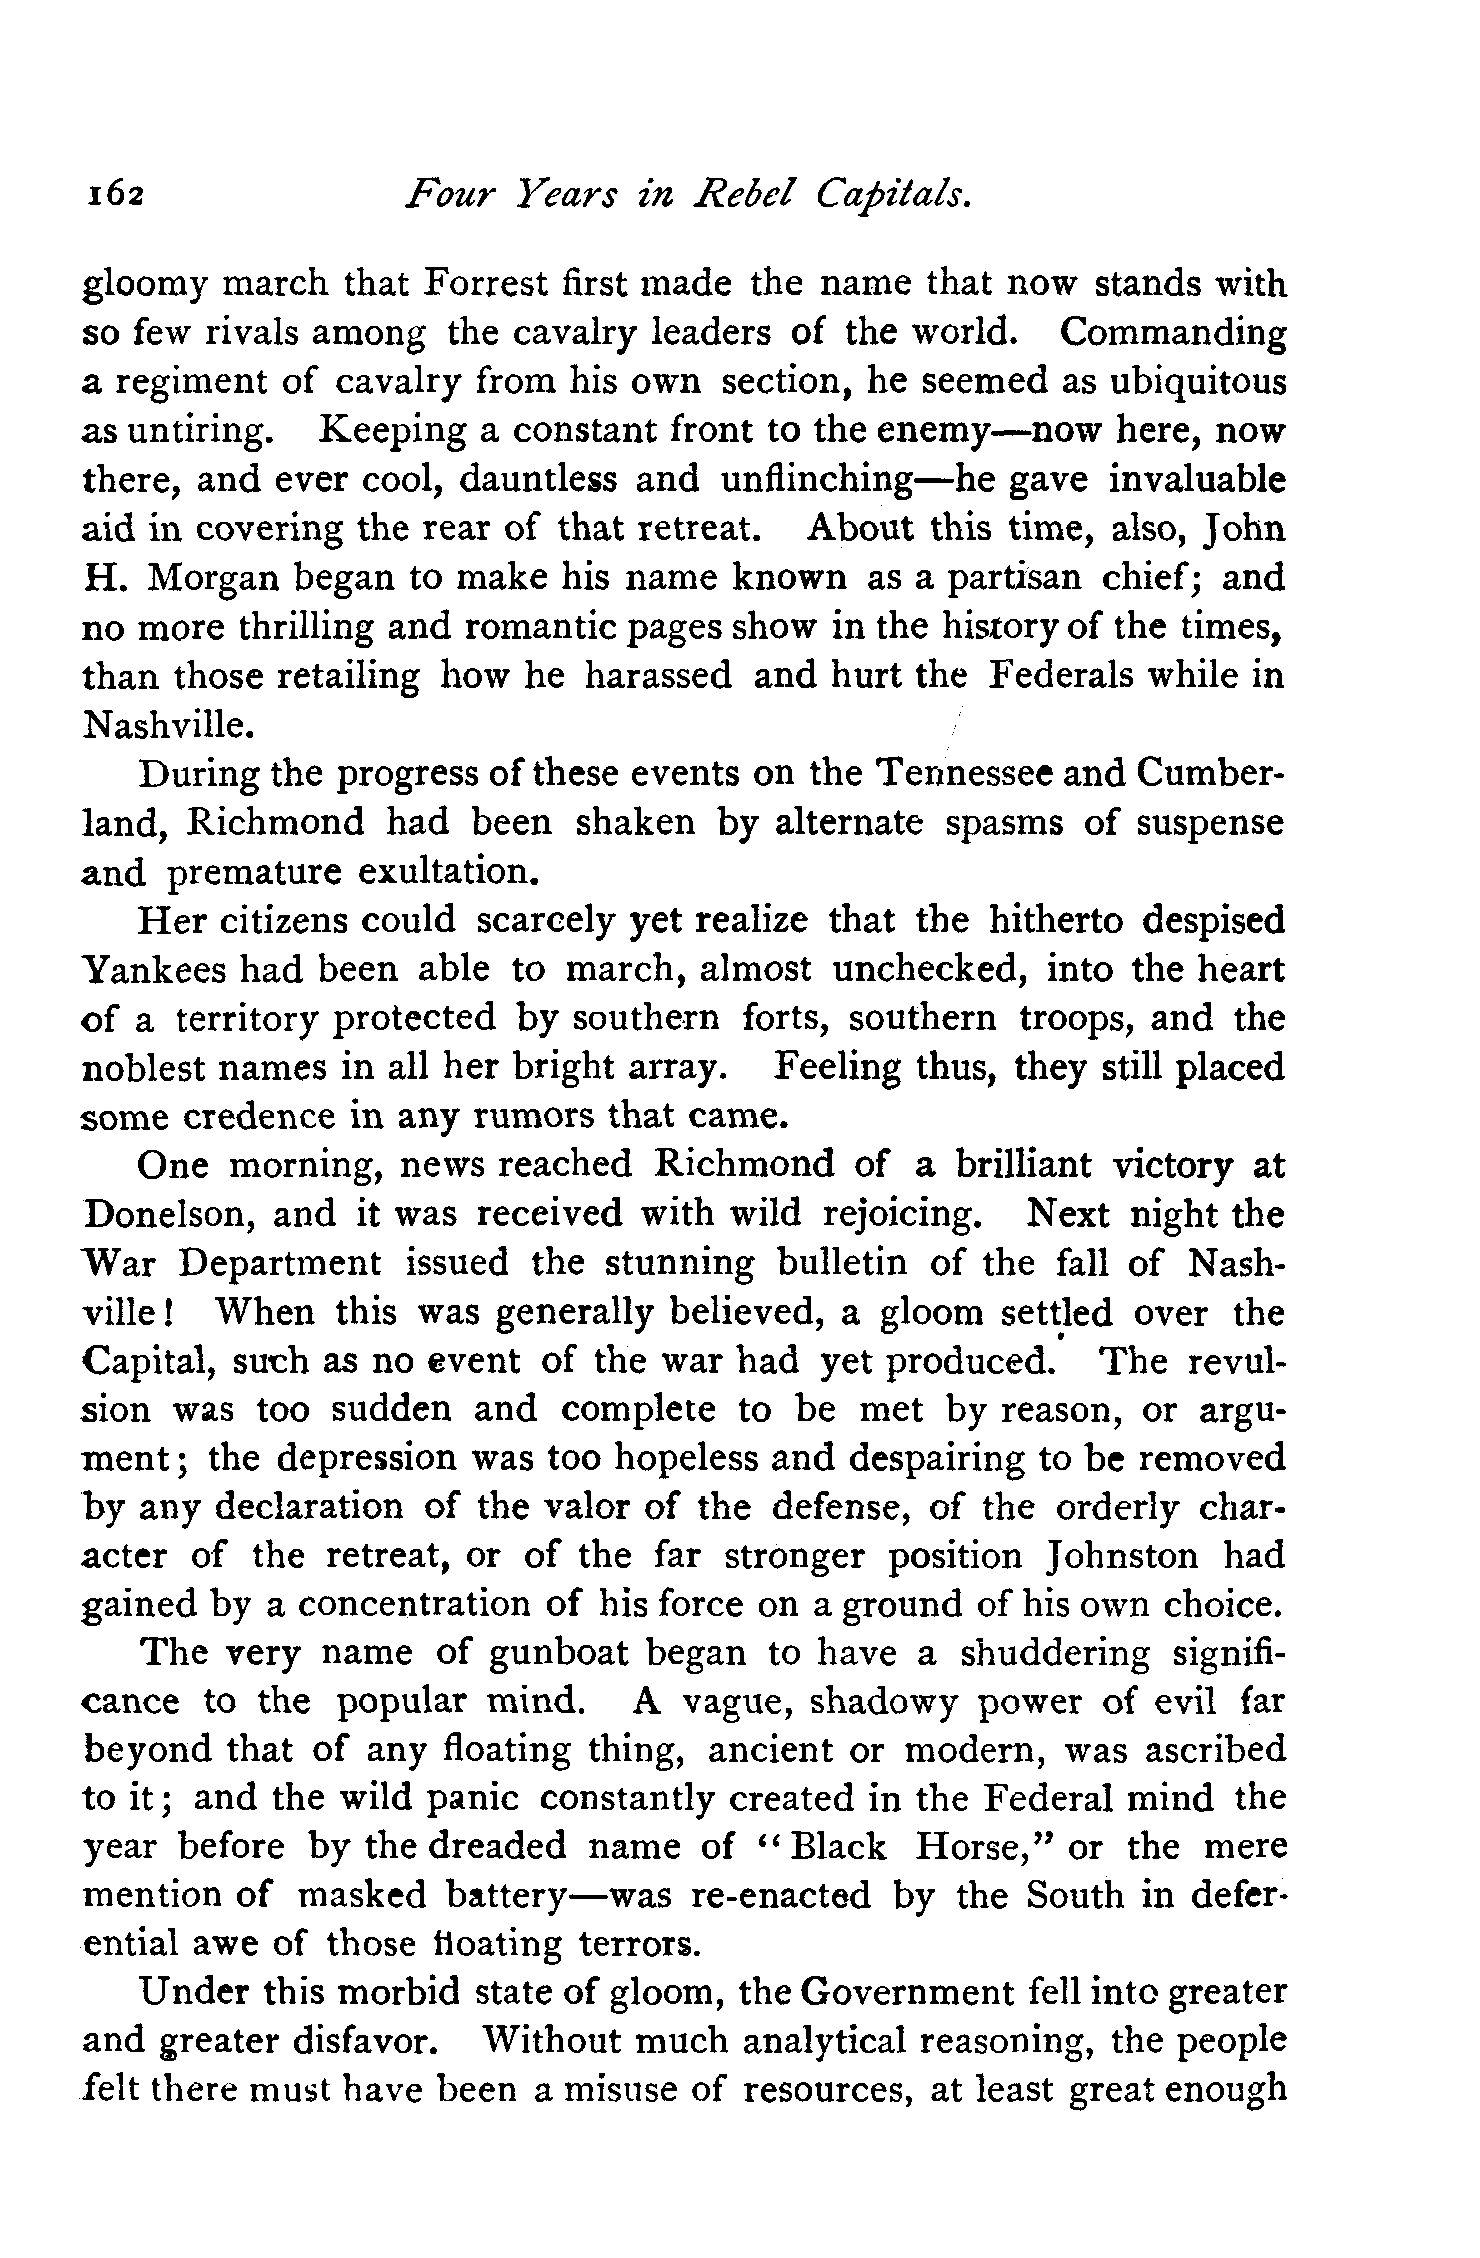 162 Four Years in Rebel Capitals.
gloomy march that Forrest first made the name that now stands with
so few rivals among the cavalry leaders of the world. Commanding
a regiment of cavalry from his own section, he seemed as ubiquitous
as untiring. Keeping a constant front to the enemy—now here, now
there, and ever cool, dauntless and unflinching—he gave invaluable
aid in covering the rear of that retreat. About this time, also, John
H. Morgan began to make his name known as a partisan chief; and
no more thrilling and romantic pages show in the history of the times,
than those retailing how he harassed and hurt the Federals while in
Nashville.
During the progress of these events on the Tennessee and Cumber-
land, Richmond had been shaken by alternate spasms of suspense
and premature exultation.
Her citizens could scarcely yet realize that the hitherto despised
Yankees had been able to march, almost unchecked, into the heart
of a territory protected by southern forts, southern troops, and the
noblest names in all her bright array. Feeling thus, they still placed
some credence in any rumors that came.
One morning, news reached Richmond of a brilliant victory at
Donelson, and it was received with wild rejoicing. Next night the
War Department issued the stunning bulletin of the fall of Nash-
ville! When this was generally believed, a gloom settled over the
Capital, such as no event of the war had yet produced. The revul-
sion was too sudden and complete to be met by reason, or argu-
ment; the depression was too hopeless and despairing to be removed
by any declaration of the valor of the defense, of the orderly char-
acter of the retreat, or of the far stronger position Johnston had
gained by a concentration of his force on a ground of his own choice.
The very name of gunboat began to have a shuddering signifi-
cance to the popular mind. A vague, shadowy power of evil far
beyond that of any floating thing, ancient or modern, was ascribed
to it; and the wild panic constantly created in the Federal mind the
year before by the dreaded name of "Black Horse," or the mere
mention of masked battery—was re-enacted by the South in defer-
ential awe of those floating terrors.
Under this morbid state of gloom, the Government fell into greater
and greater disfavor. Without much analytical reasoning, the people
felt there must have been a misuse of resources, at least great enough